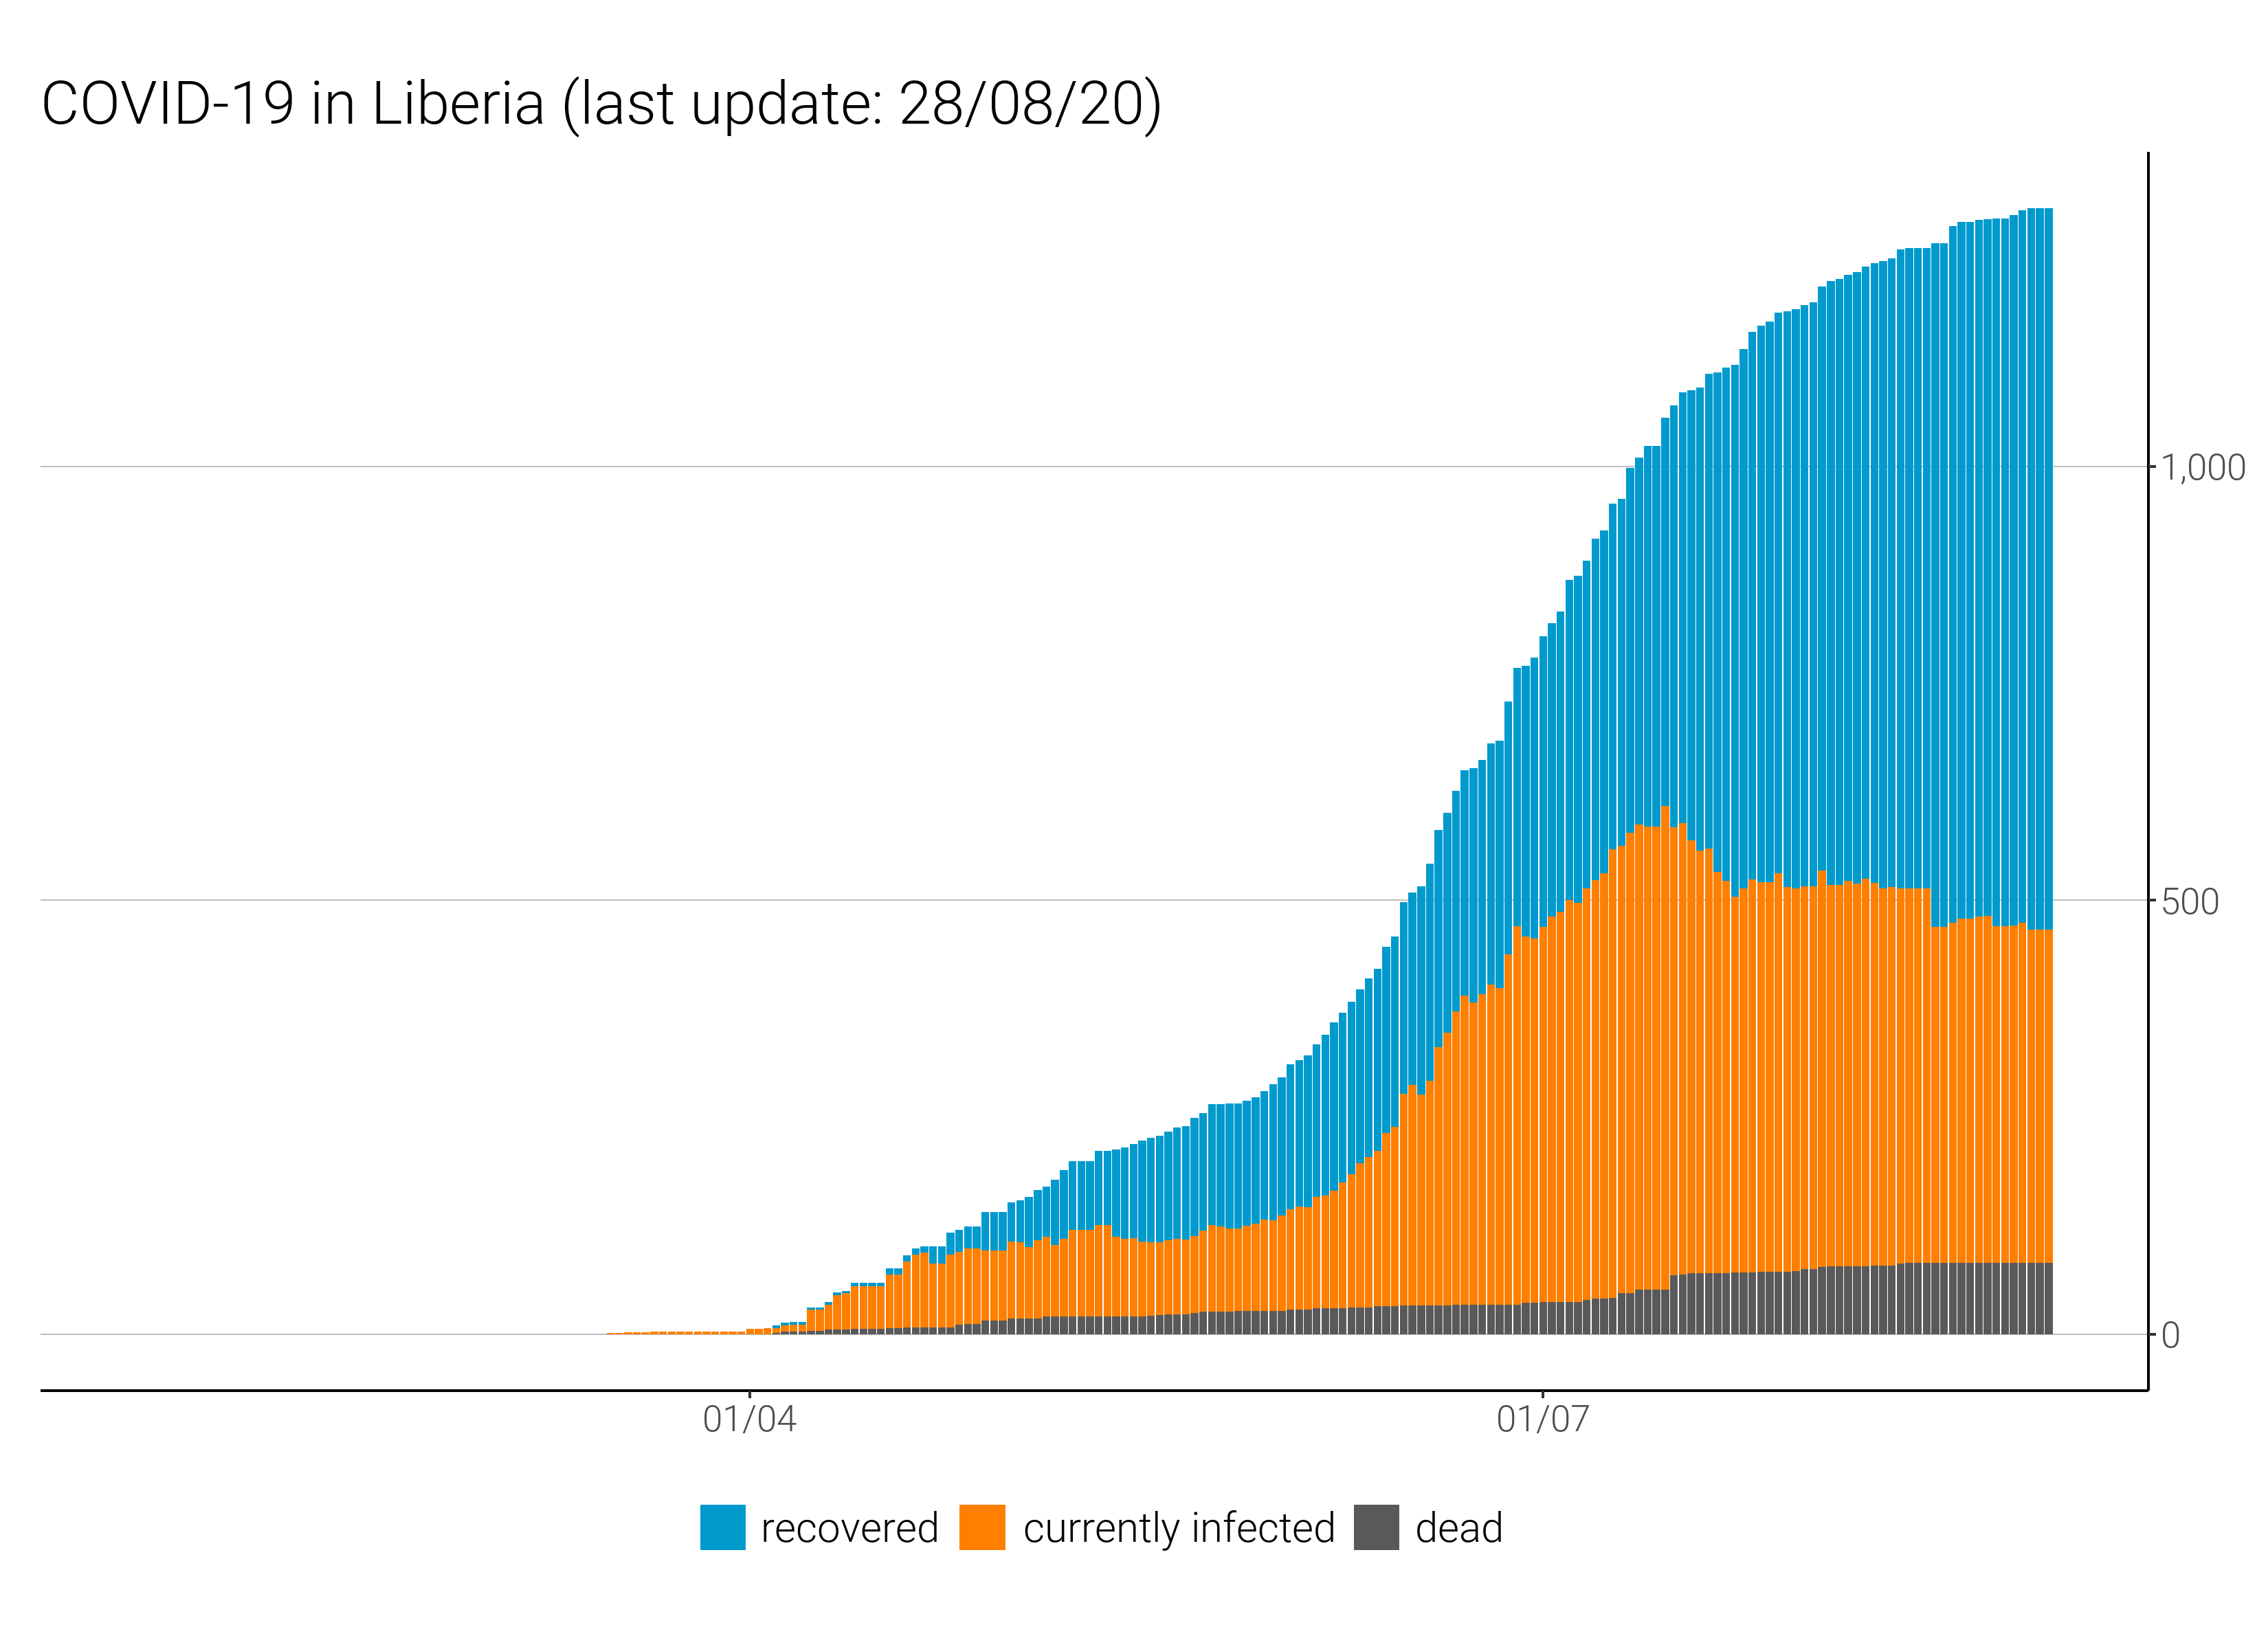 COVID-19 in Liberia (last update: 28/08/20)
1,000
500
0
01/04 01/07
recovered currently infected dead